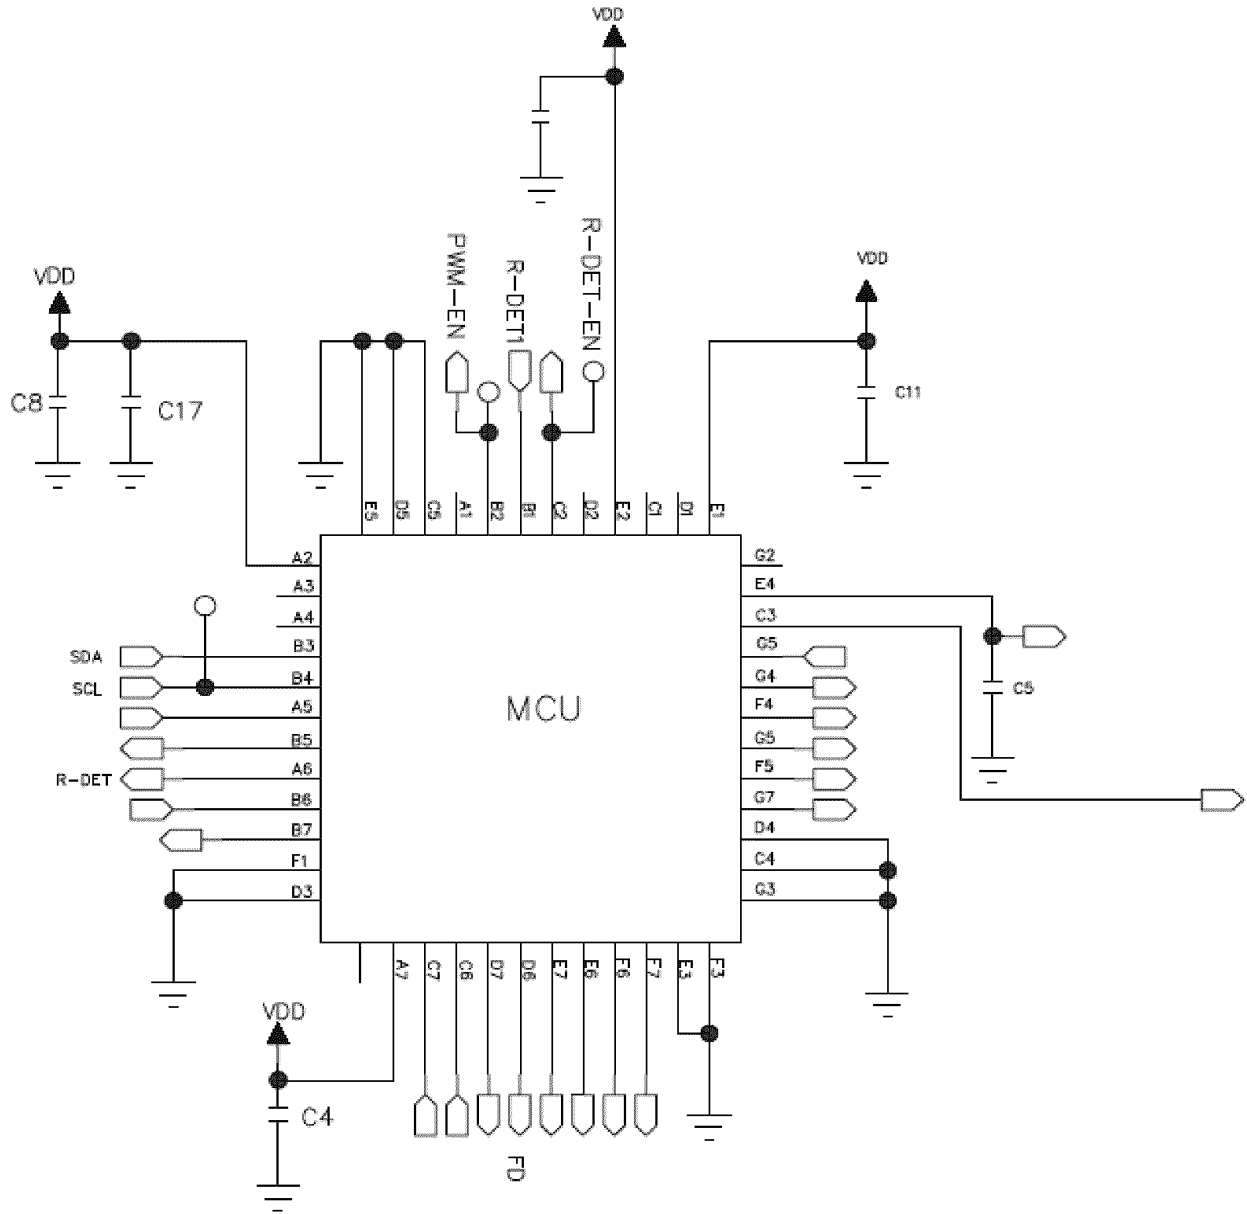 VDD
R-DET-EN
PWM-EN
R-DET1
VDD
VDD
C8
C17
C11
E5
D5
C5
A1
B2
B1
C2
D2
E2
C1
D1
E1
A2
A3
A4
SDA
B3
SCL
B4
A5
B5
R-DET
A6
B6
B7
F1
D3
MCU
G2
E4
C3
G5
G4
F4
G5
F5
G7
D4
C4
G3
C5
A7
C7
C6
D7
D6
E7
E6
F6
F7
E3
F3
VDD
C4
FD